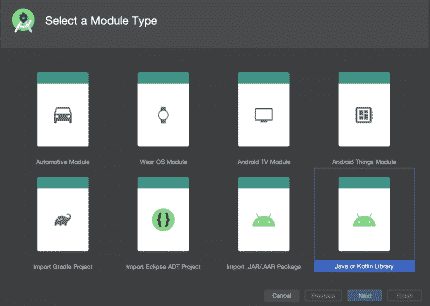 Select a Module Type
Automotive Module
Wear OS Module
Android TV Module
Android Things Module
Import Gradle Project
Import Eclipse ADT Project
Import .JAR/.AAR Package
Java or Kotlin Library
Cancel
Previous
Next
Finish